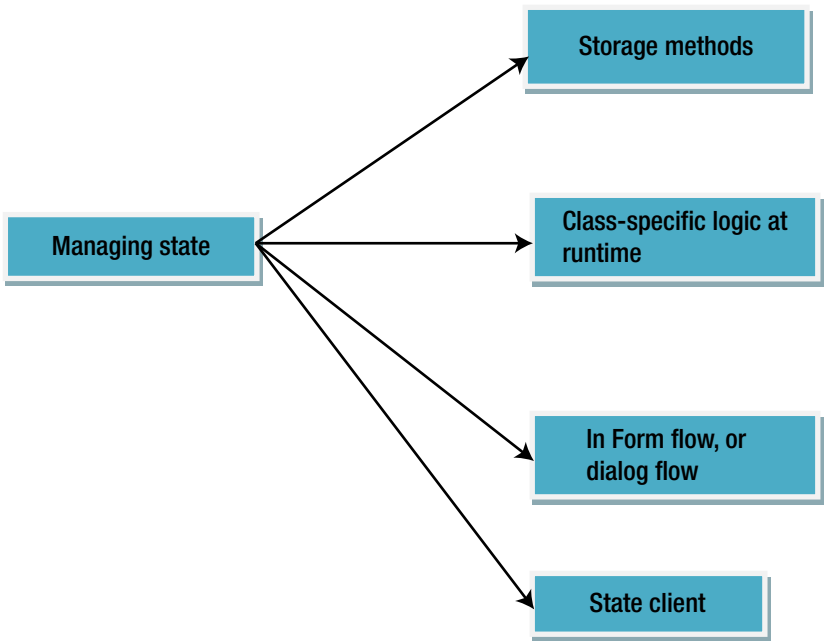 Storage methods
Managing state
Class-specific logic at
runtime
In Form flow, or
dialog flow
State client